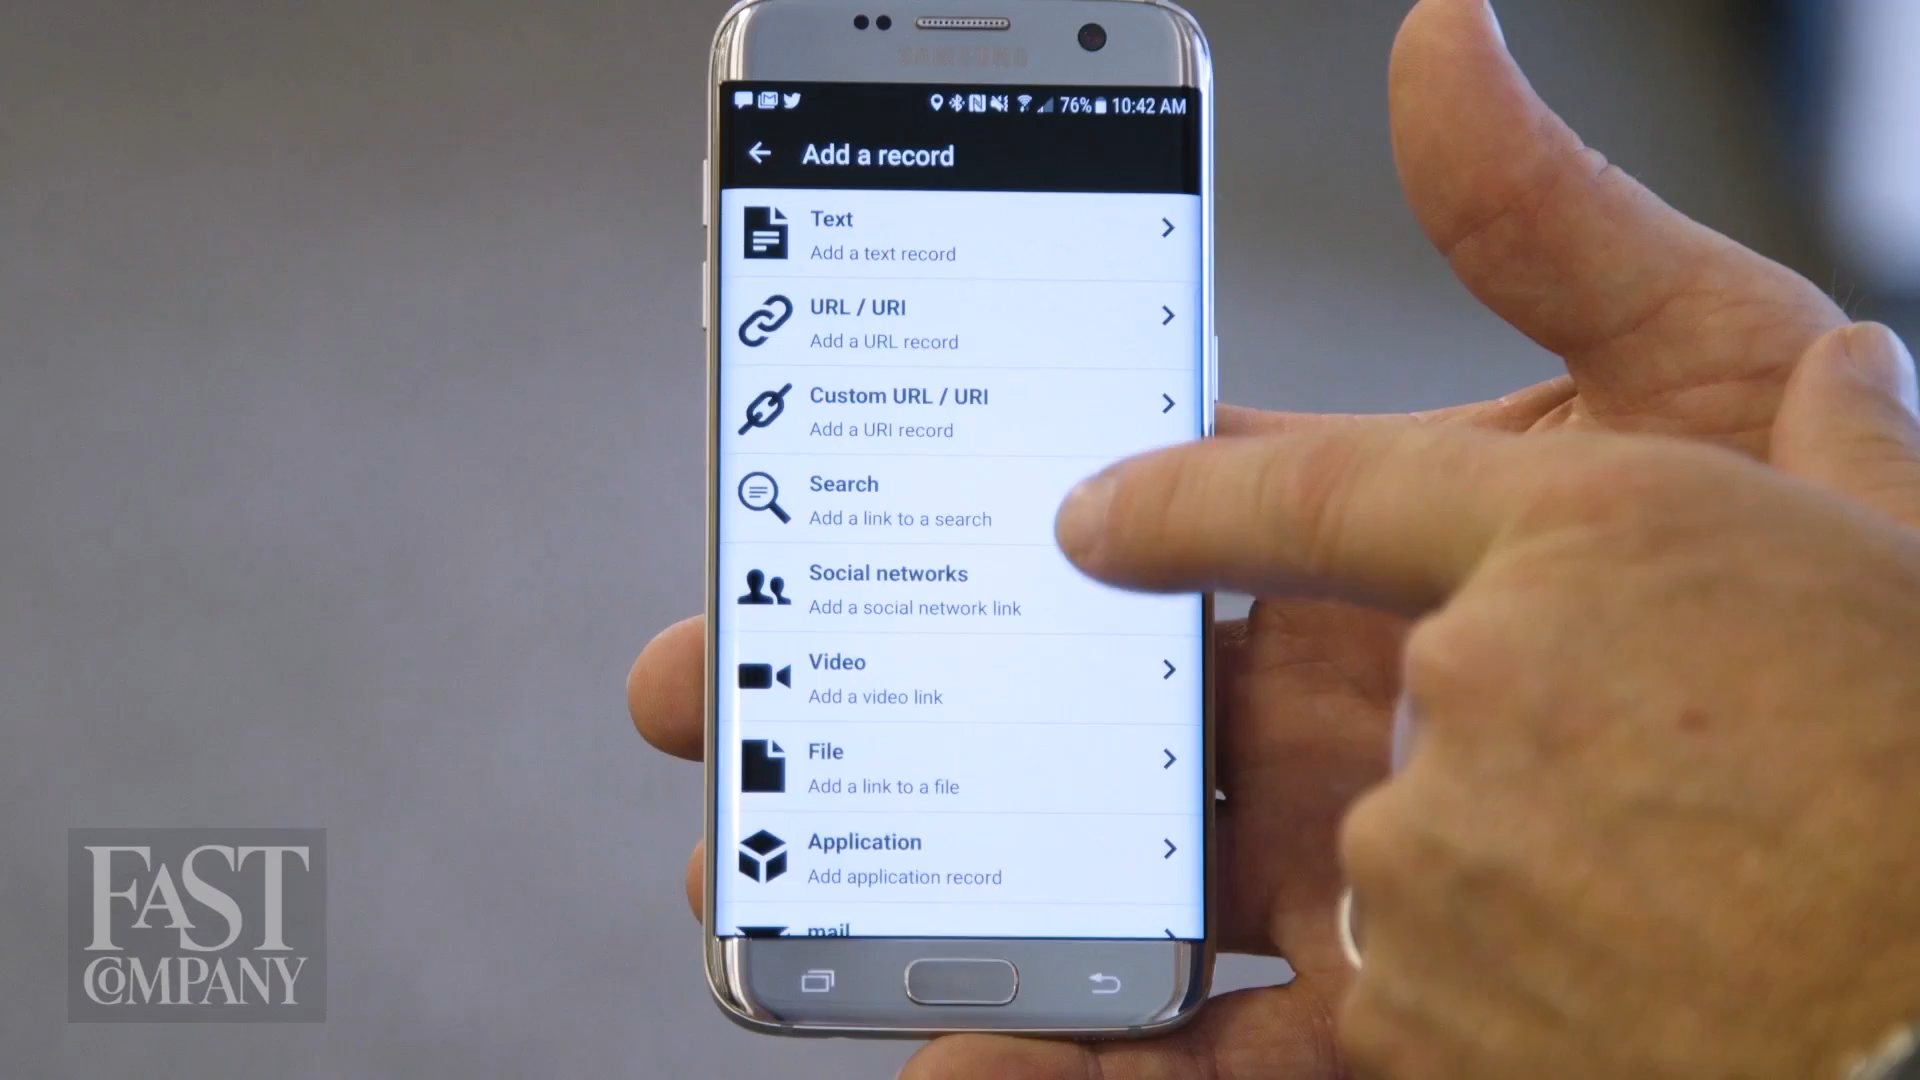 SAMSUNG
76% 10:42 AM
Add a record
Text
Add a text record
URL / URI
Add a URL record
Custom URL / URI
Add a URI record
Search
Add a link to a search
Social networks
Add a social network link
Video
Add a video link
File
Add a link to a file
Application
Add application record
mail
FAST
COMPANY